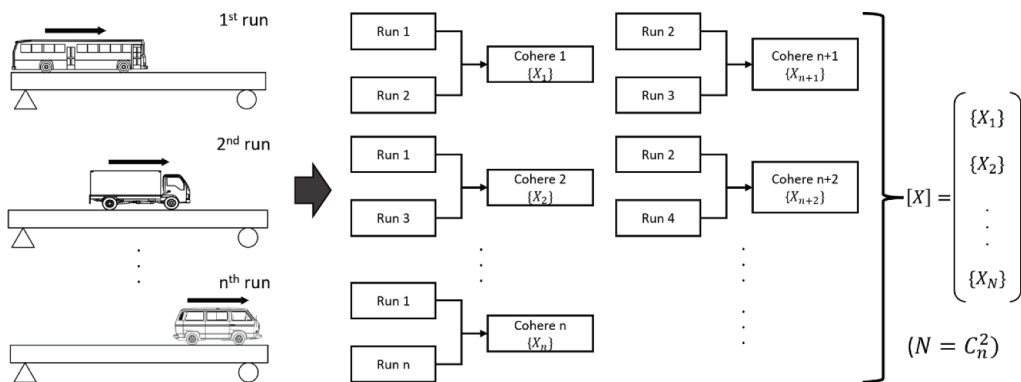 1st run
2nd run
. . .
nth run
Run 1
Run 2
Cohere 1
{X₁}
Run 1
Run 3
Cohere 2
{X₂}
. . .
Run 1
Run n
Cohere n
{Xₙ}
Run 2
Run 3
Cohere n+1
{Xₙ₊₁}
Run 2
Run 4
Cohere n+2
{Xₙ₊₂}
. . .
. . .
[X] =
{X₁}
{X₂}
. . .
{X_N}
(N = Cₙ²)